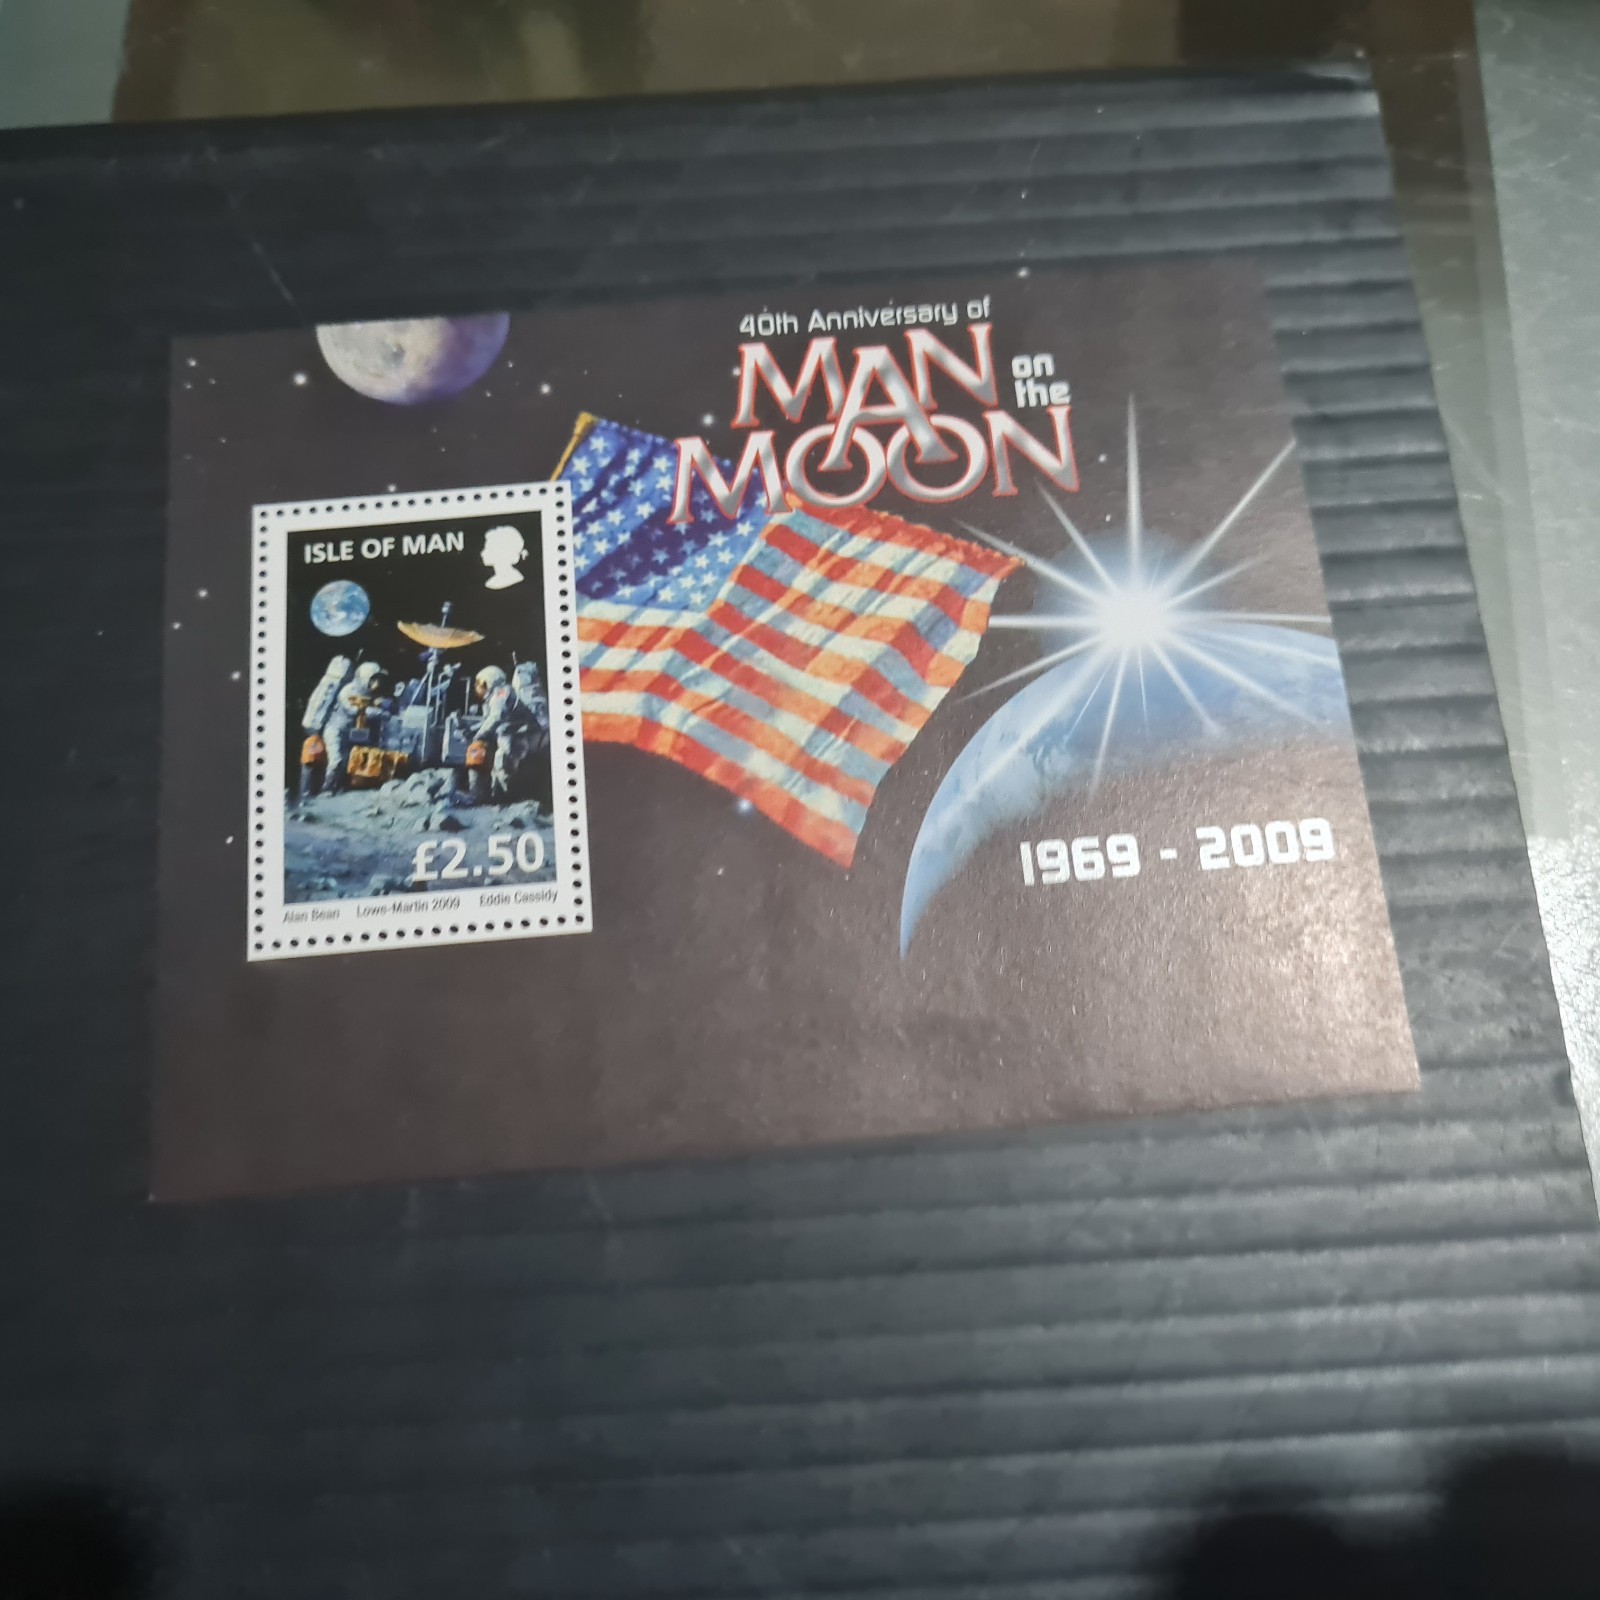 40th Anniversary of
MAN on the
MOON
ISLE OF MAN
£2.50
Alan Bean Lowe-Martin 2009 Eddie Cassidy
1969 - 2009